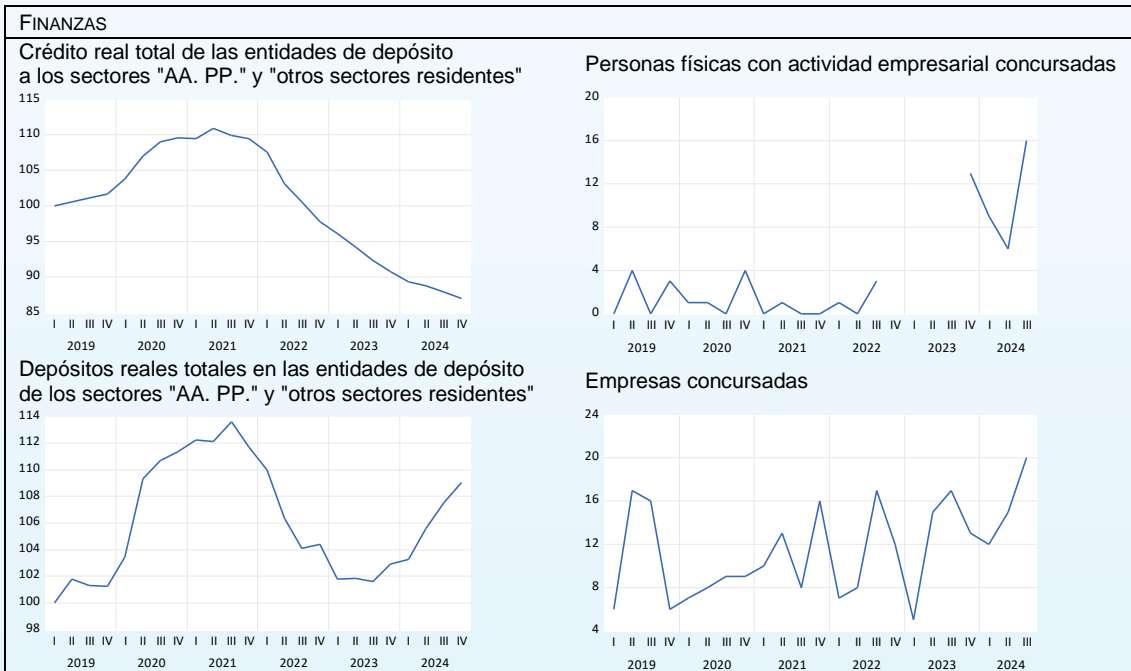 FINANZAS
Crédito real total de las entidades de depósito
a los sectores "AA. PP." y "otros sectores residentes"
115
110
105
100
95
90
85
I II III IV I II III IV I II III IV I II III IV I II III IV I II III IV
2019 2020 2021 2022 2023 2024
Personas físicas con actividad empresarial concursadas
20
16
12
8
4
0
I II III IV I II III IV I II III IV I II III IV I II III IV I II III
2019 2020 2021 2022 2023 2024
Depósitos reales totales en las entidades de depósito
de los sectores "AA. PP." y "otros sectores residentes"
114
112
110
108
106
104
102
100
98
I II III IV I II III IV I II III IV I II III IV I II III IV I II III IV
2019 2020 2021 2022 2023 2024
Empresas concursadas
24
20
16
12
8
4
I II III IV I II III IV I II III IV I II III IV I II III IV I II III
2019 2020 2021 2022 2023 2024